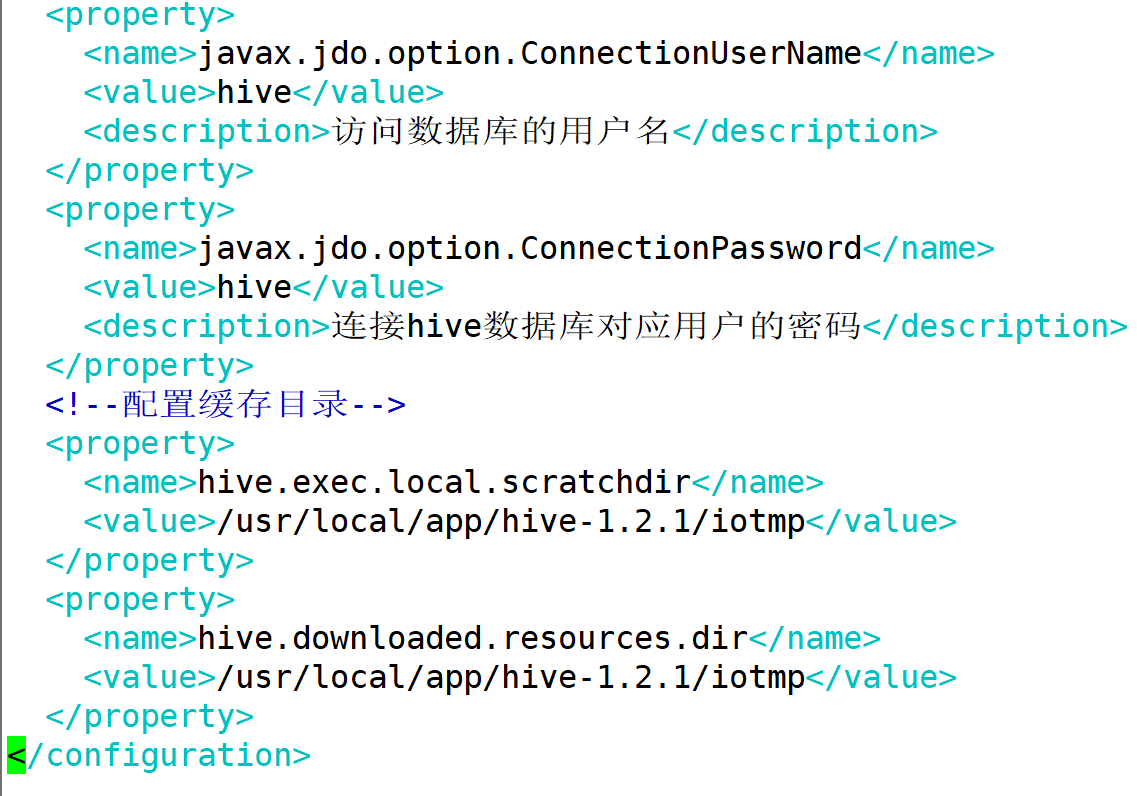 <property>
<name>javax.jdo.option.ConnectionUserName</name>
<value>hive</value>
<description>访问数据库的用户名</description>
</property>
<property>
<name>javax.jdo.option.ConnectionPassword</name>
<value>hive</value>
<description>连接hive数据库对应用户的密码</description>
</property>
<!--配置缓存目录-->
<property>
<name>hive.exec.local.scratchdir</name>
<value>/usr/local/app/hive-1.2.1/iotmp</value>
</property>
<property>
<name>hive.downloaded.resources.dir</name>
<value>/usr/local/app/hive-1.2.1/iotmp</value>
</property>
</configuration>